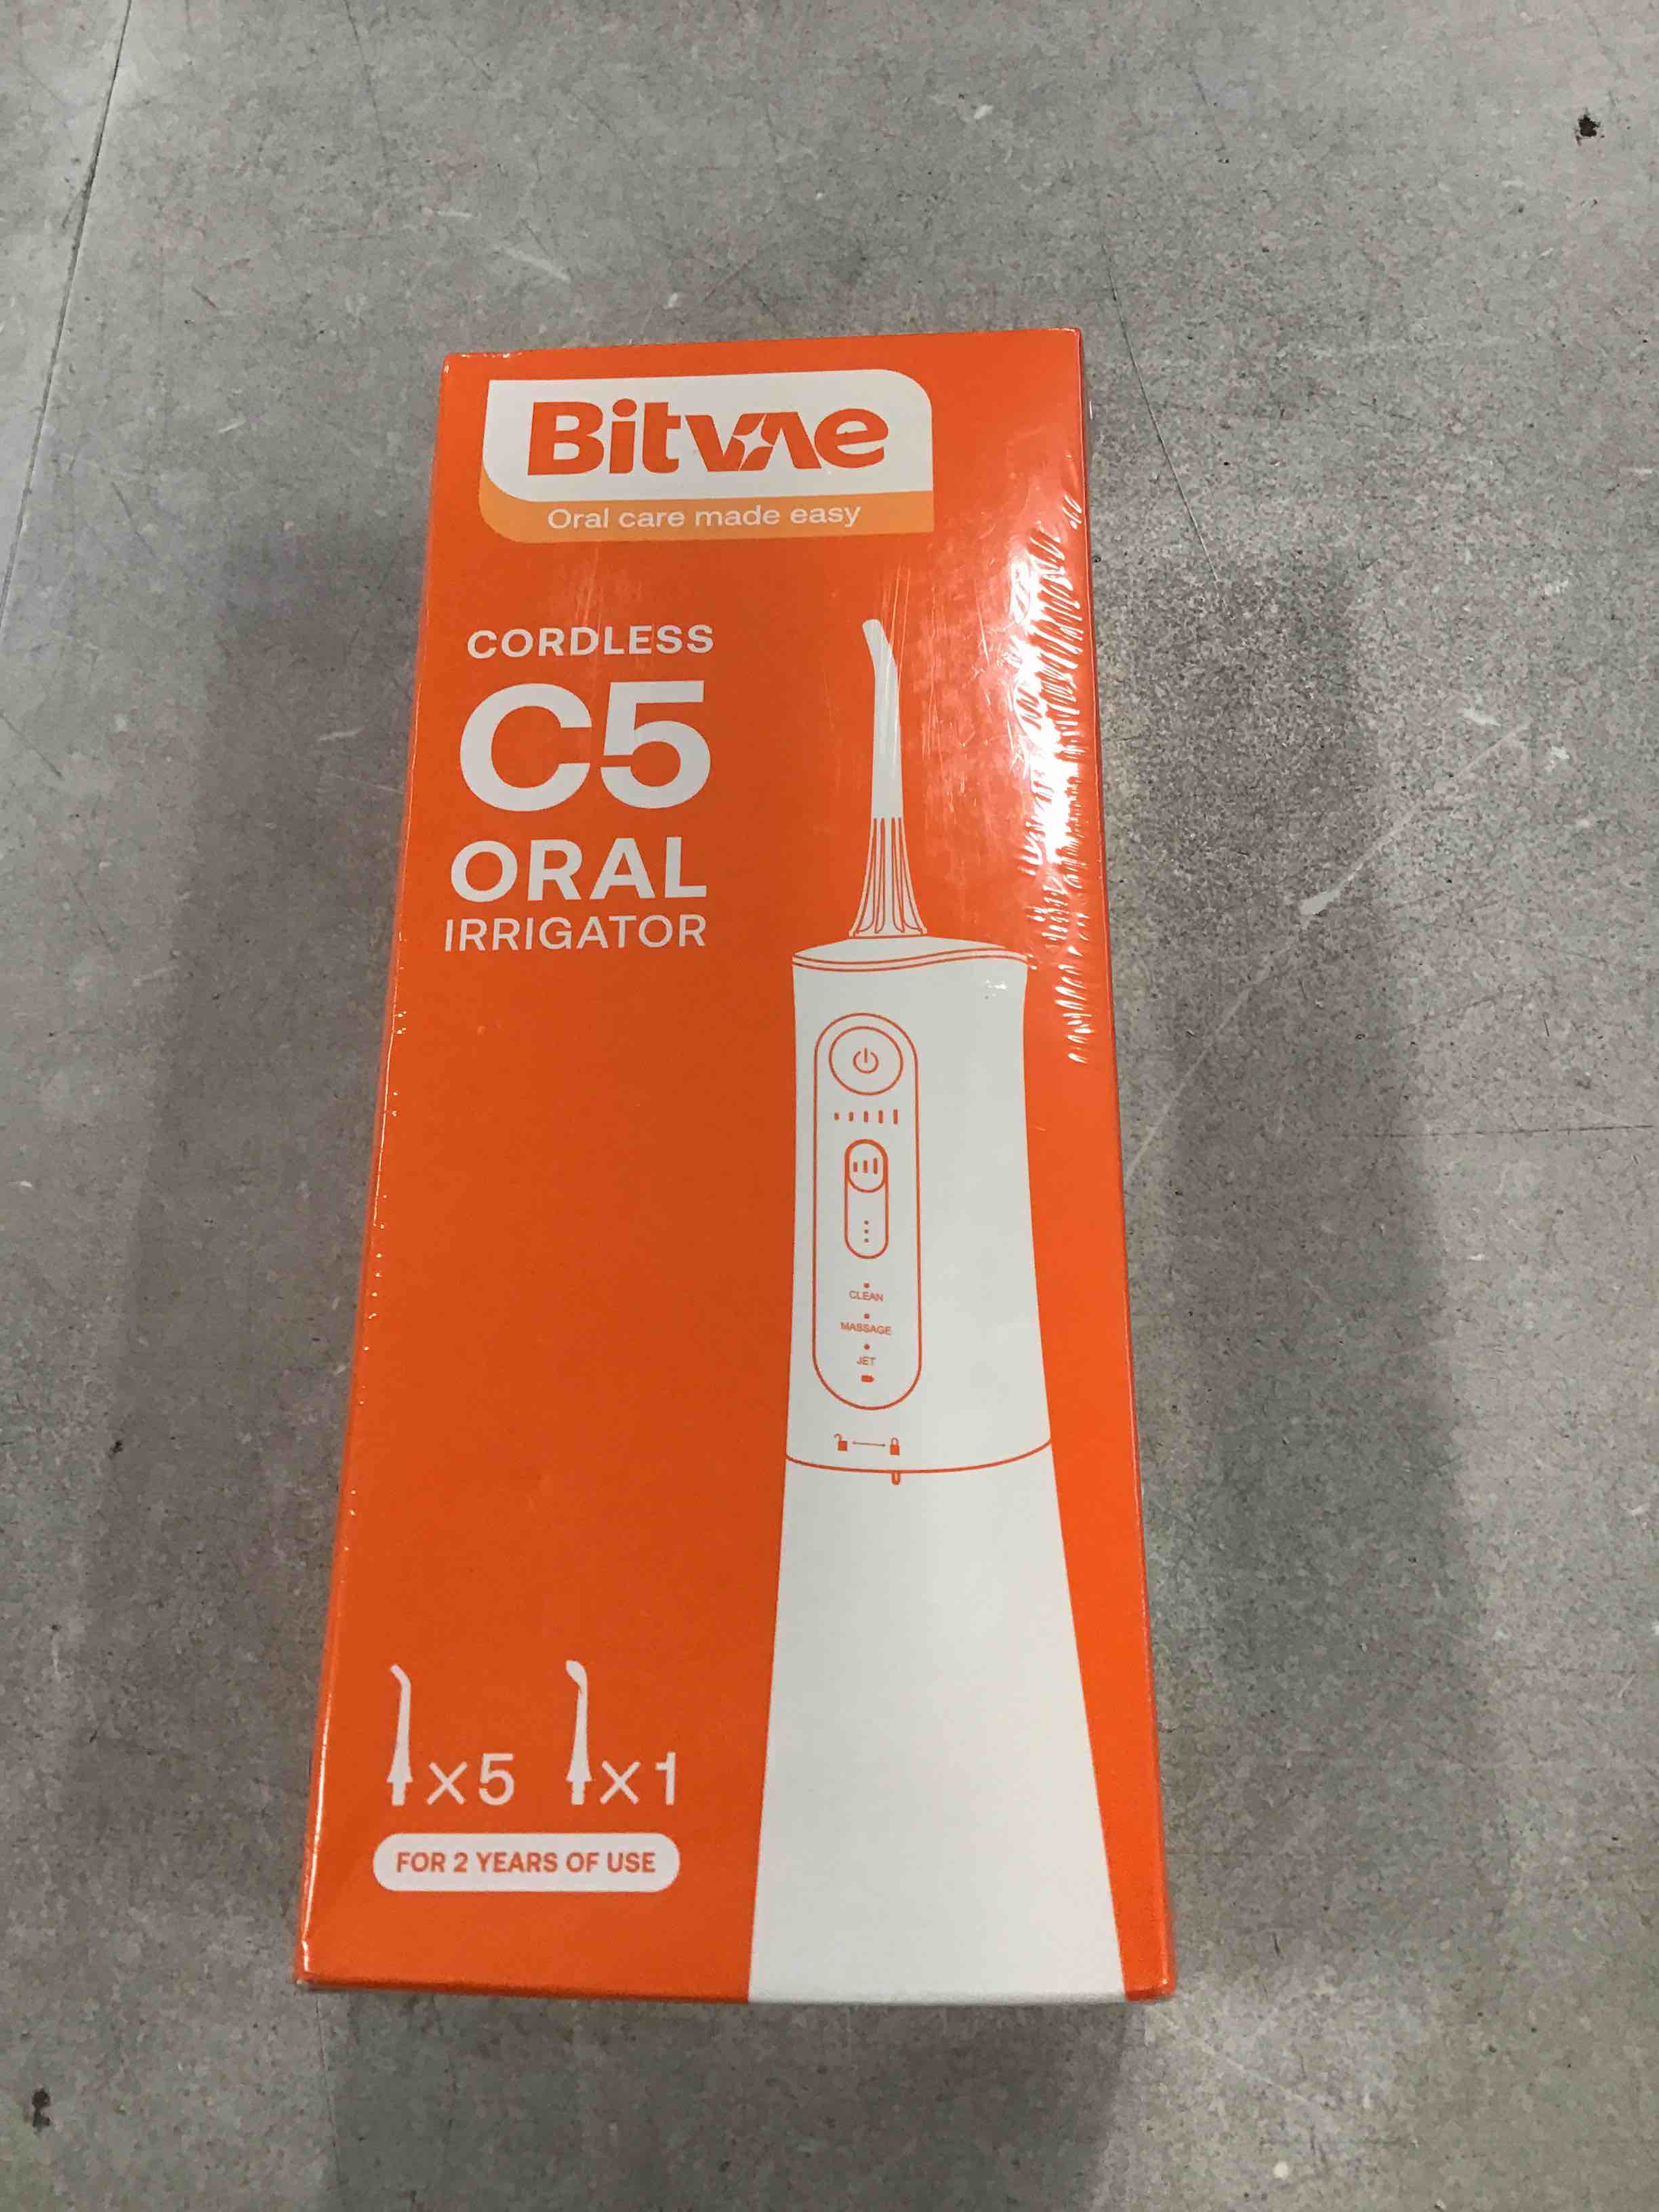 Bitvae
Oral care made easy
CORDLESS
C5
ORAL
IRRIGATOR
CLEAN
MASSAGE
JET
x5 x1
FOR 2 YEARS OF USE